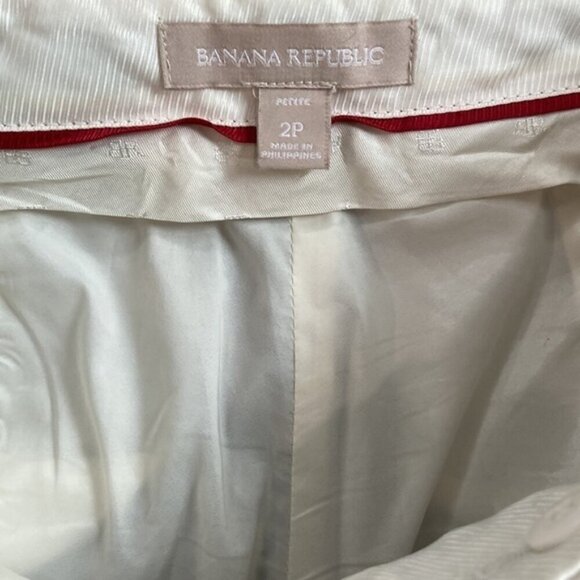 BANANA REPUBLIC
PETITE
2P
MADE IN
PHILIPPINES